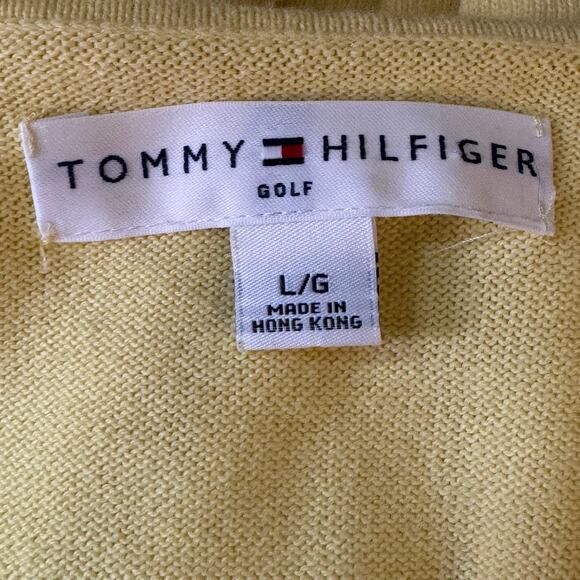 TOMMY HILFIGER
GOLF
L/G
MADE IN
HONG KONG